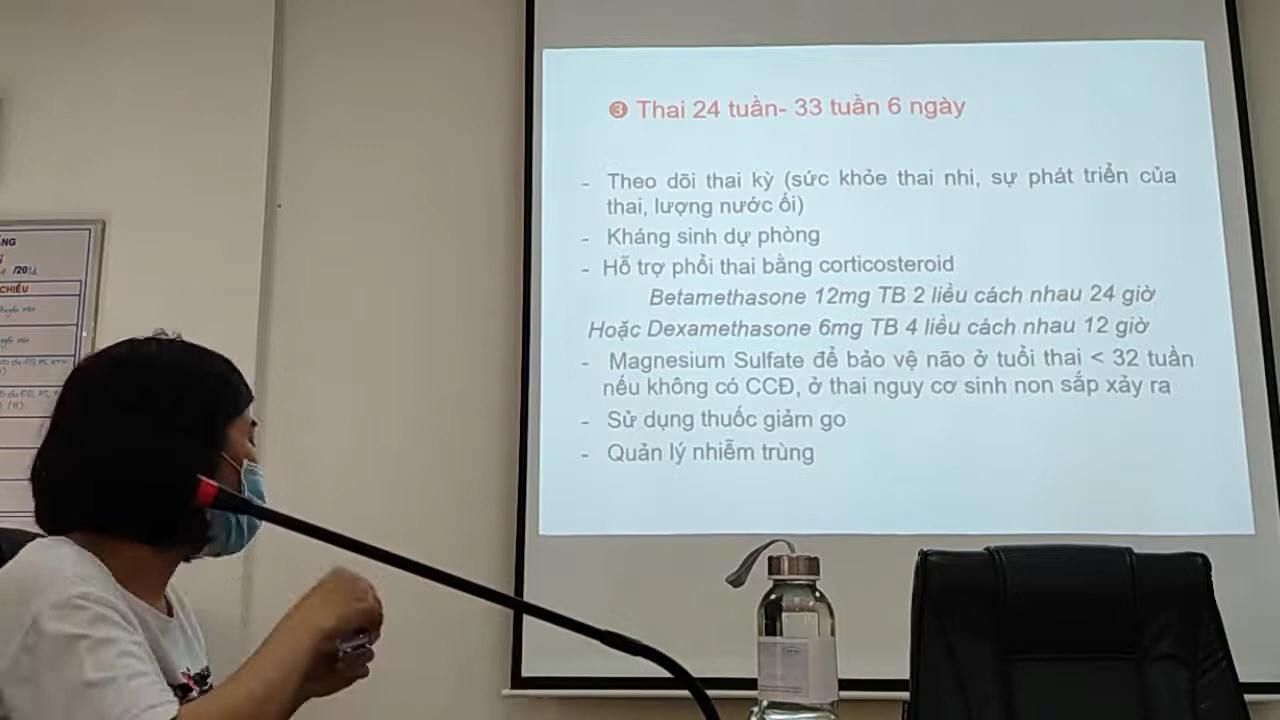 ❸ Thai 24 tuần- 33 tuần 6 ngày
- Theo dõi thai kỳ (sức khỏe thai nhi, sự phát triển của
thai, lượng nước ối)
- Kháng sinh dự phòng
- Hỗ trợ phổi thai bằng corticosteroid
Betamethasone 12mg TB 2 liều cách nhau 24 giờ
Hoặc Dexamethasone 6mg TB 4 liều cách nhau 12 giờ
- Magnesium Sulfate để bảo vệ não ở tuổi thai < 32 tuần
nếu không có CCĐ, ở thai nguy cơ sinh non sắp xảy ra
- Sử dụng thuốc giảm go
- Quản lý nhiễm trùng
CHIỀU